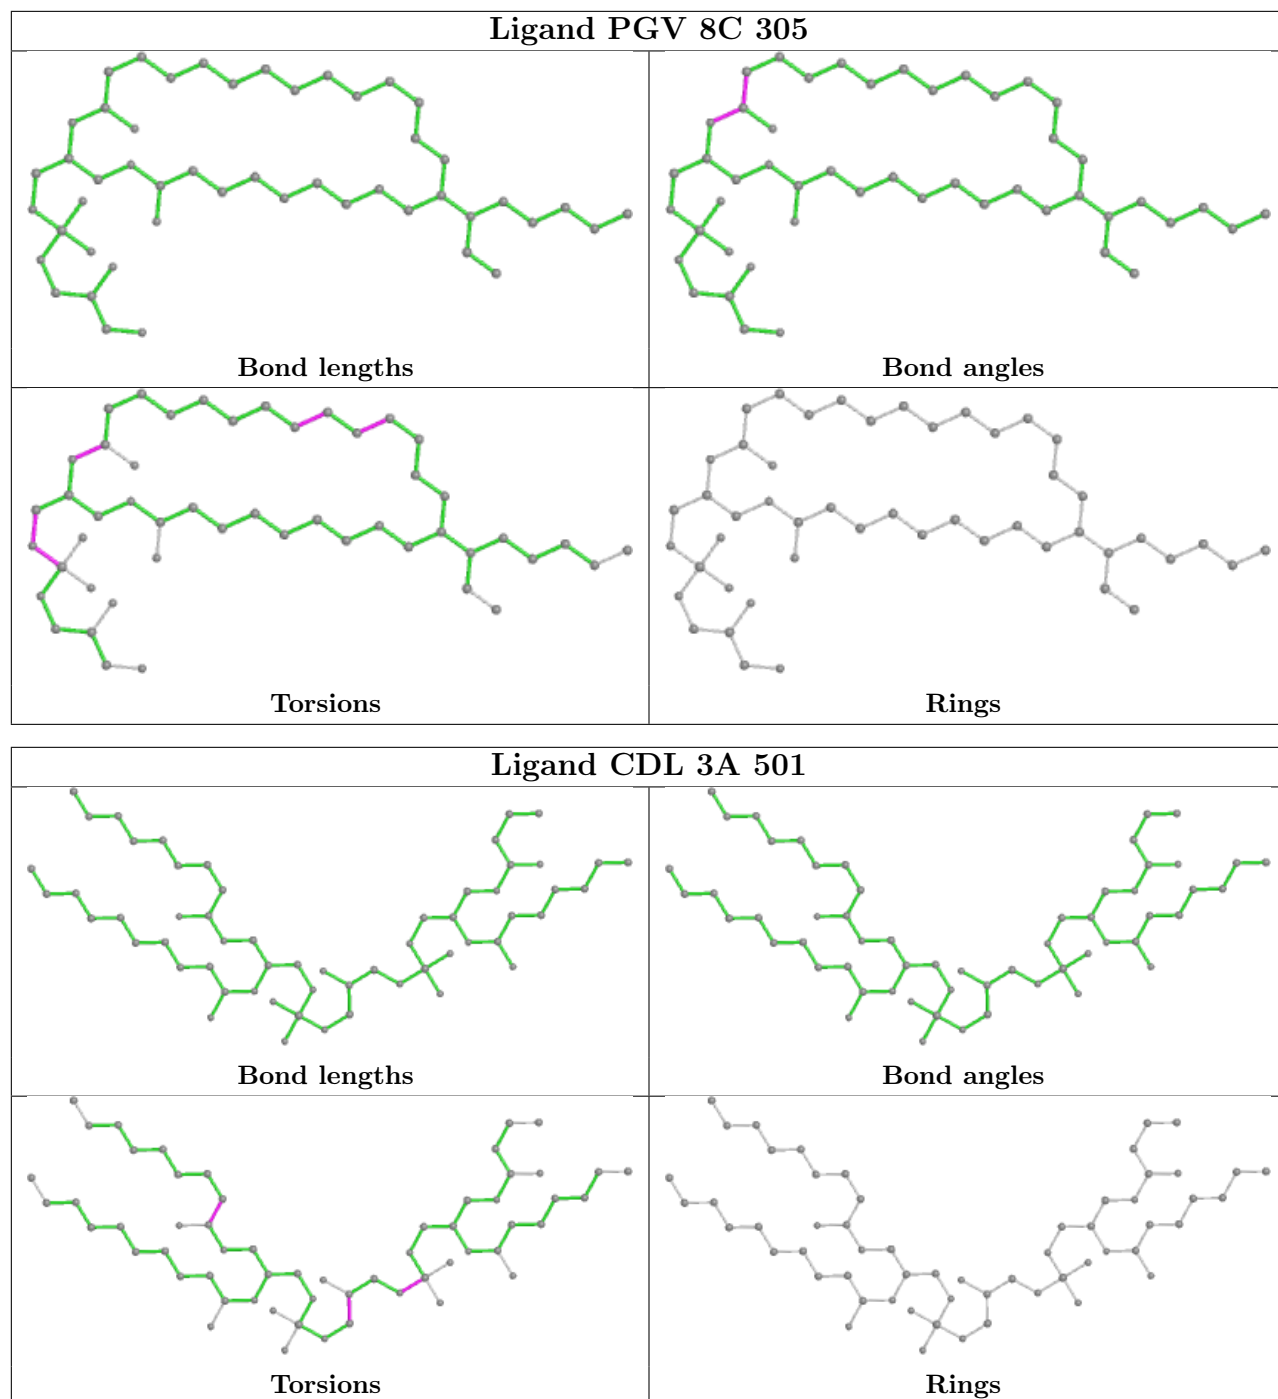 Ligand PGV 8C 305
Bond lengths
Bond angles
Torsions
Rings
Ligand CDL 3A 501
Bond lengths
Bond angles
Torsions
Rings